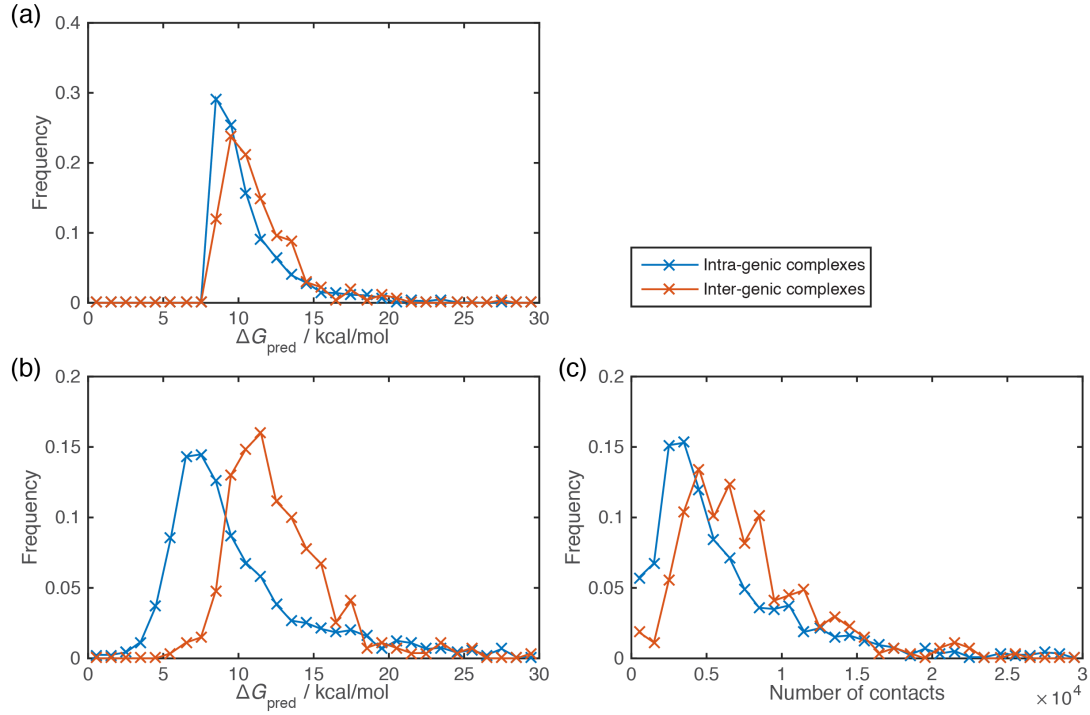 (a)
0.4
0.3
0.2
0.1
0
Frequency
0 5 10 15 20 25 30
ΔG_pred / kcal/mol
Intra-genic complexes
Inter-genic complexes
(b)
0.2
0.15
0.1
0.05
0
Frequency
0 5 10 15 20 25 30
ΔG_pred / kcal/mol
(c)
0.2
0.15
0.1
0.05
0
Frequency
0 0.5 1 1.5 2 2.5 3
Number of contacts
× 10^4